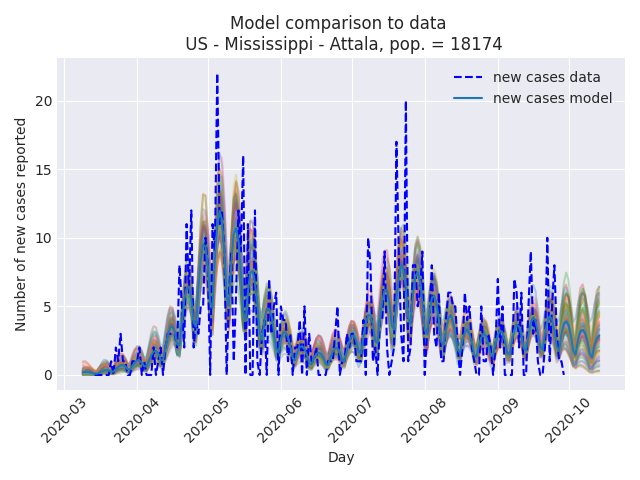 Model comparison to data
US - Mississippi - Attala, pop. = 18174
new cases data
new cases model
Number of new cases reported
20
15
10
5
0
2020-03
2020-04
2020-05
2020-06
2020-07
2020-08
2020-09
2020-10
Day